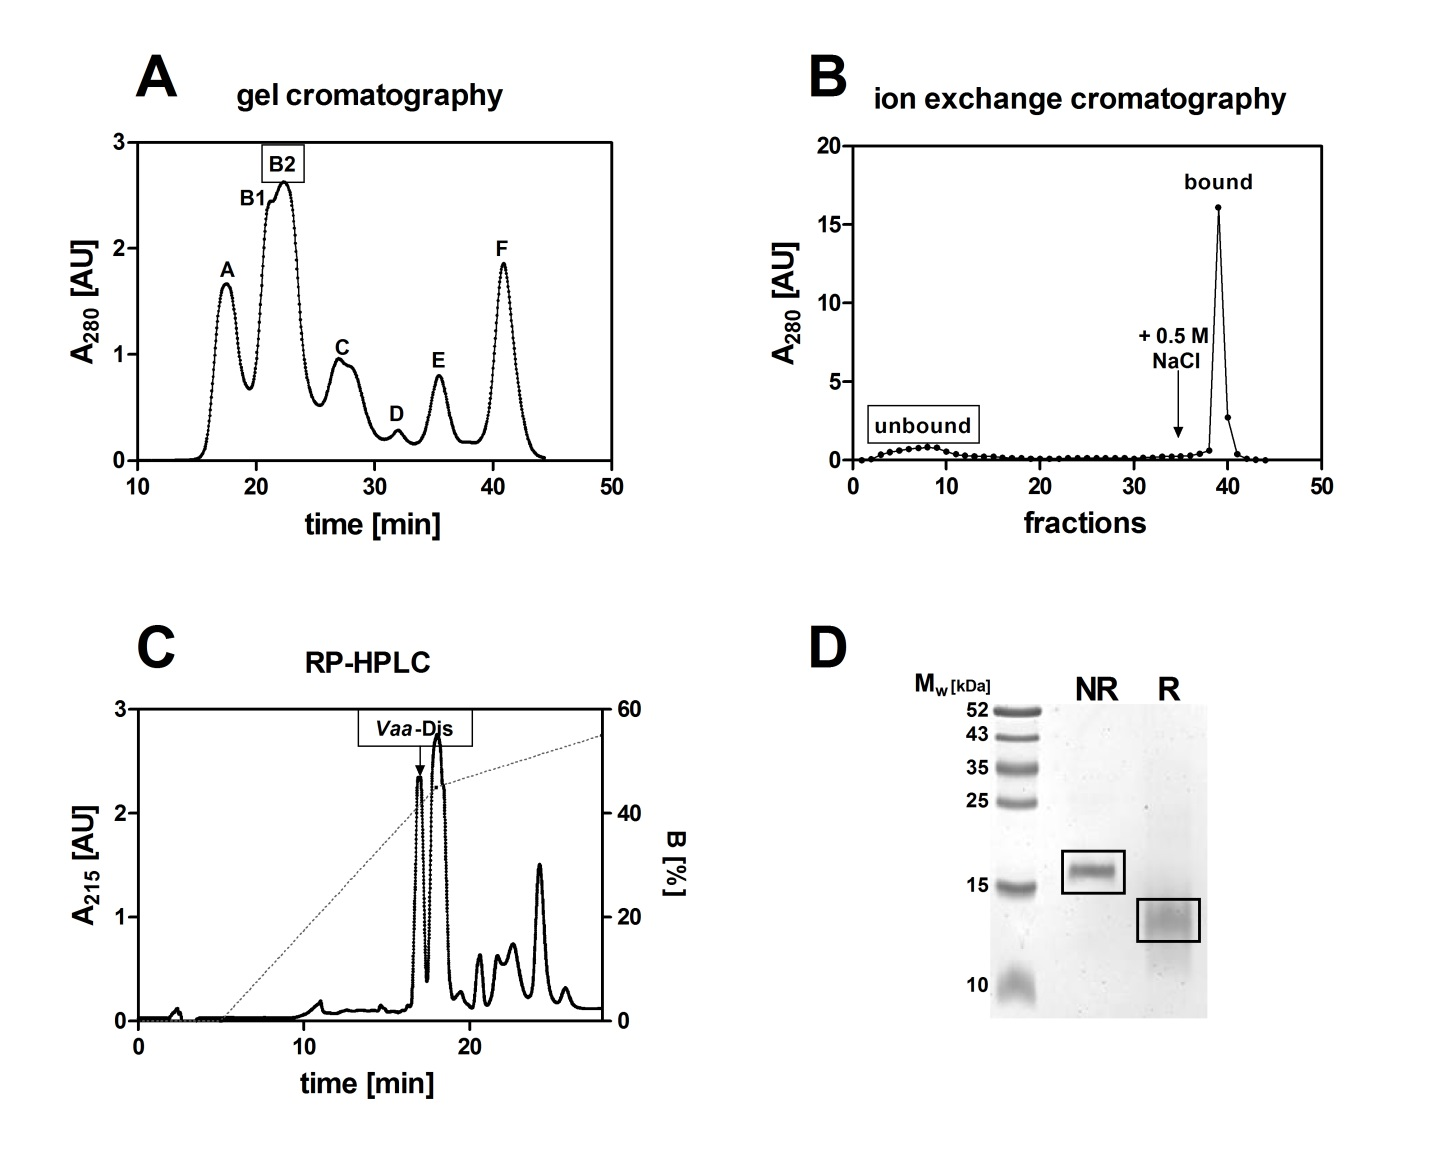 A
gel cromatography
3
2
1
0
A280 [AU]
A
B1
B2
C
D
E
F
10 20 30 40 50
time [min]
B
ion exchange cromatography
20
15
10
5
0
A280 [AU]
bound
+ 0.5 M
NaCl
unbound
0 10 20 30 40 50
fractions
C
RP-HPLC
3
2
1
0
A215 [AU]
Vaa-Dis
60
40
20
0
B [%]
0 10 20
time [min]
D
Mw [kDa] NR R
52
43
35
25
15
10